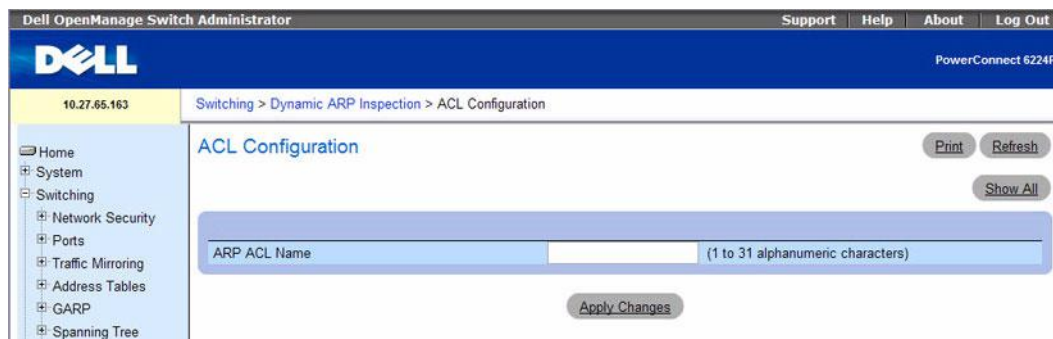 Dell OpenManage Switch Administrator
Support Help About Log Out
DELL
PowerConnect 6224P
10.27.65.163
Switching > Dynamic ARP Inspection > ACL Configuration
Home
System
Switching
Network Security
Ports
Traffic Mirroring
Address Tables
GARP
Spanning Tree
ACL Configuration
Print Refresh
Show All
ARP ACL Name (1 to 31 alphanumeric characters)
Apply Changes